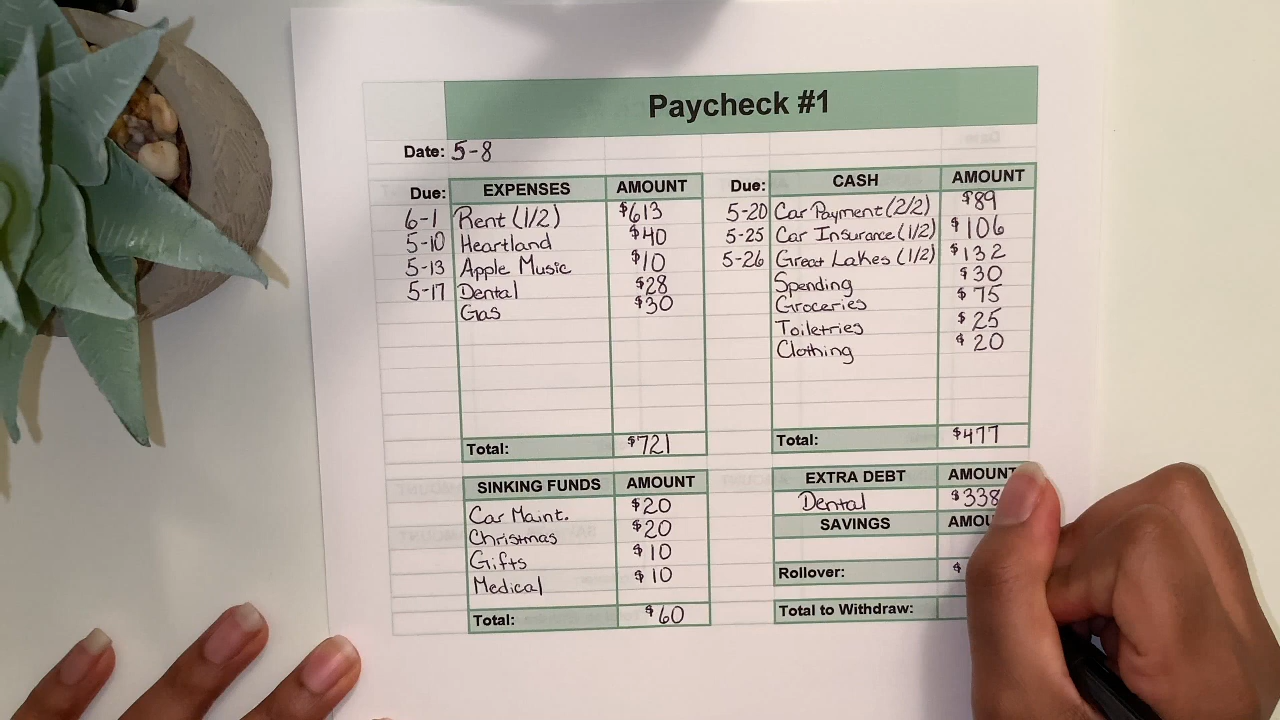 Paycheck #1
Date: 5-8
Due: EXPENSES AMOUNT
6-1 Rent (1/2) $613
5-10 Heartland $40
5-13 Apple Music $10
5-17 Dental $28
Gas $30
Total: $721
Due: CASH AMOUNT
5-20 Car Payment (2/2) $89
5-25 Car Insurance (1/2) $106
5-26 Great Lakes (1/2) $132
Spending $30
Groceries $75
Toiletries $25
Clothing $20
Total: $477
SINKING FUNDS AMOUNT
Car Maint. $20
Christmas $20
Gifts $10
Medical $10
Total: $60
EXTRA DEBT AMOUNT
Dental $338
SAVINGS AMOU
Rollover: $
Total to Withdraw: